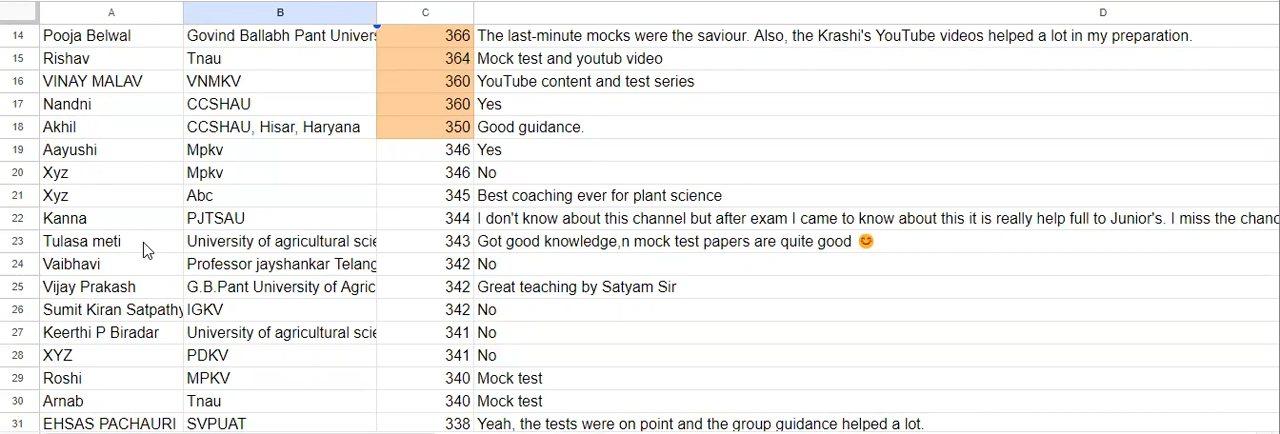 A B C D
14 Pooja Belwal Govind Ballabh Pant Univers 366 The last-minute mocks were the saviour. Also, the Krashi's YouTube videos helped a lot in my preparation.
15 Rishav Tnau 364 Mock test and youtub video
16 VINAY MALAV VNMKV 360 YouTube content and test series
17 Nandni CCSHAU 360 Yes
18 Akhil CCSHAU, Hisar, Haryana 350 Good guidance.
19 Aayushi Mpkv 346 Yes
20 Xyz Mpkv 346 No
21 Xyz Abc 345 Best coaching ever for plant science
22 Kanna PJTSAU 344 I don't know about this channel but after exam I came to know about this it is really help full to Junior's. I miss the chanc
23 Tulasa meti University of agricultural scie 343 Got good knowledge,n mock test papers are quite good 😊
24 Vaibhavi Professor jayshankar Telang 342 No
25 Vijay Prakash G.B.Pant University of Agric 342 Great teaching by Satyam Sir
26 Sumit Kiran Satpathy IGKV 342 No
27 Keerthi P Biradar University of agricultural scie 341 No
28 XYZ PDKV 341 No
29 Roshi MPKV 340 Mock test
30 Arnab Tnau 340 Mock test
31 EHSAS PACHAURI SVPUAT 338 Yeah, the tests were on point and the group guidance helped a lot.